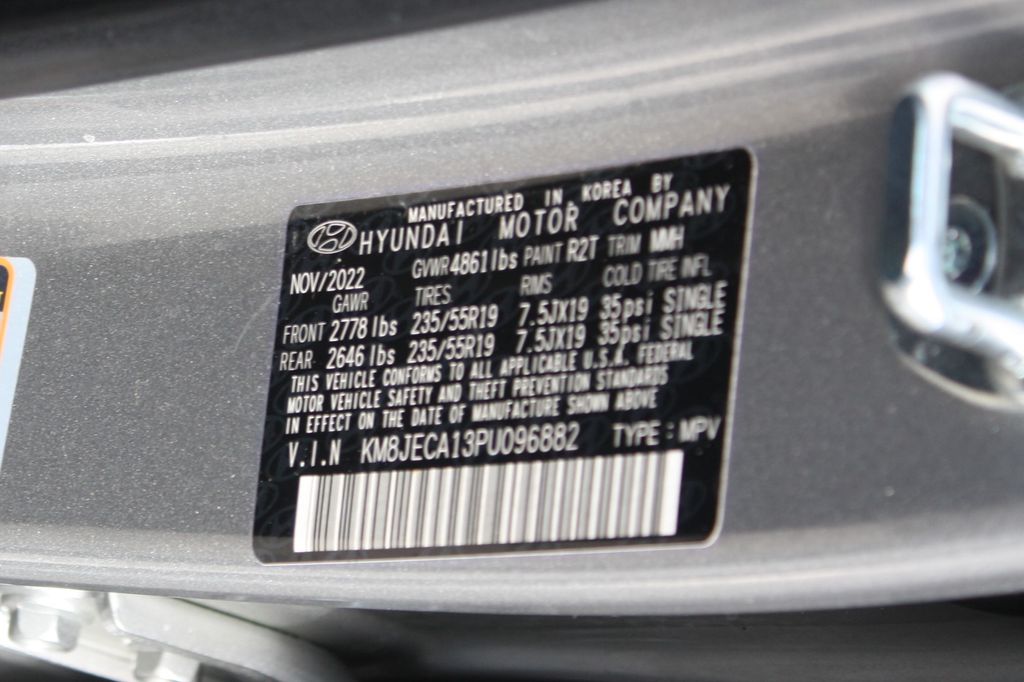 MANUFACTURED IN KOREA BY
HYUNDAI MOTOR COMPANY
NOV/2022 GVWR 4861 lbs PAINT R2T TRIM MMH
GAWR TIRES RIMS COLD TIRE INFL
FRONT 2778 lbs 235/55R19 7.5JX19 35psi SINGLE
REAR 2646 lbs 235/55R19 7.5JX19 35psi SINGLE
THIS VEHICLE CONFORMS TO ALL APPLICABLE U.S.A. FEDERAL
MOTOR VEHICLE SAFETY AND THEFT PREVENTION STANDARDS
IN EFFECT ON THE DATE OF MANUFACTURE SHOWN ABOVE
V.I.N KM8JECA13PU096882 TYPE : MPV